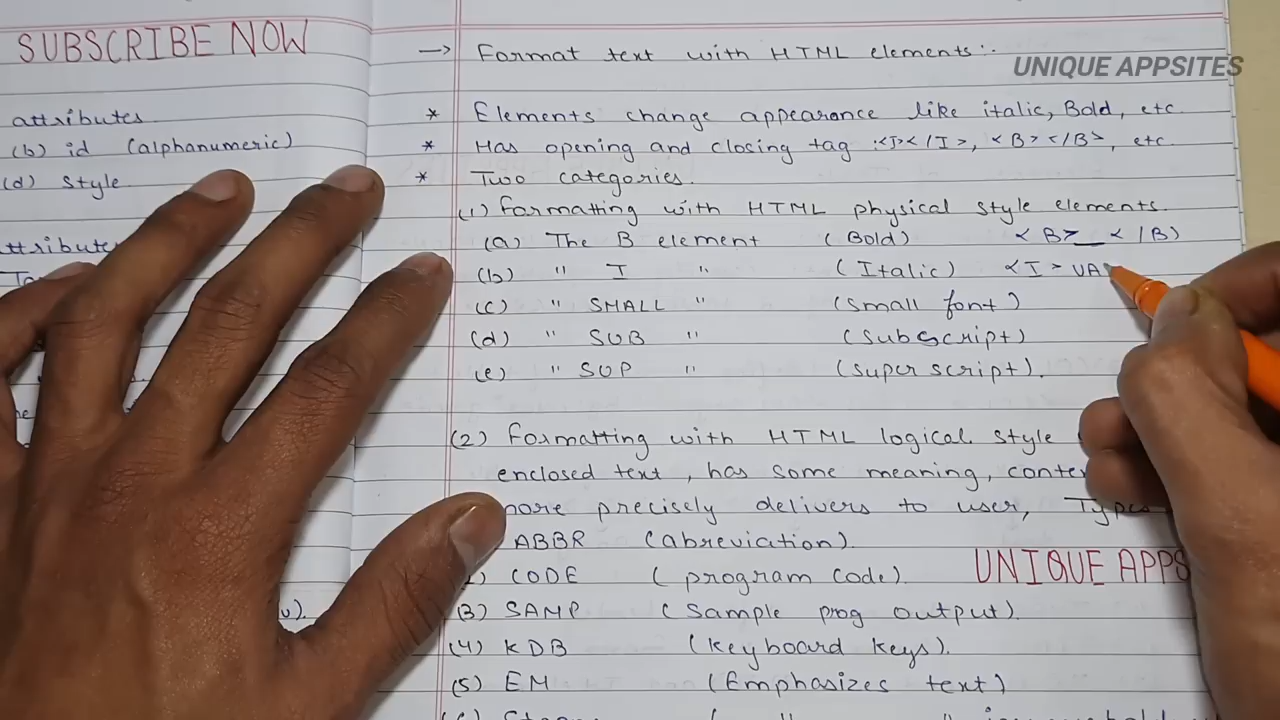 SUBSCRIBE NOW
attributes
(b) id (alphanumeric)
(d) Style
→ Format text with HTML elements:-
UNIQUE APPSITES
* Elements change appearance like italic, Bold, etc.
* Has opening and closing tag <I></I>, <B></B>, etc
* Two categories.
(1) Formatting with HTML physical style elements.
(a) The B element (Bold) <B>_</B)
(b) " I " (Italic) <I> VA
(c) " SMALL " (Small font)
(d) " SUB " (Subscript)
(e) " SUP " (Super script).
(2) Formatting with HTML logical style
enclosed text, has some meaning,
more precisely delivers to user, Types
ABBR (abreviation).
CODE (program code)
(3) SAMP (Sample prog output).
(4) KDB (Keyboard keys).
(5) EM (Emphasizes text)
UNIQUE APPS